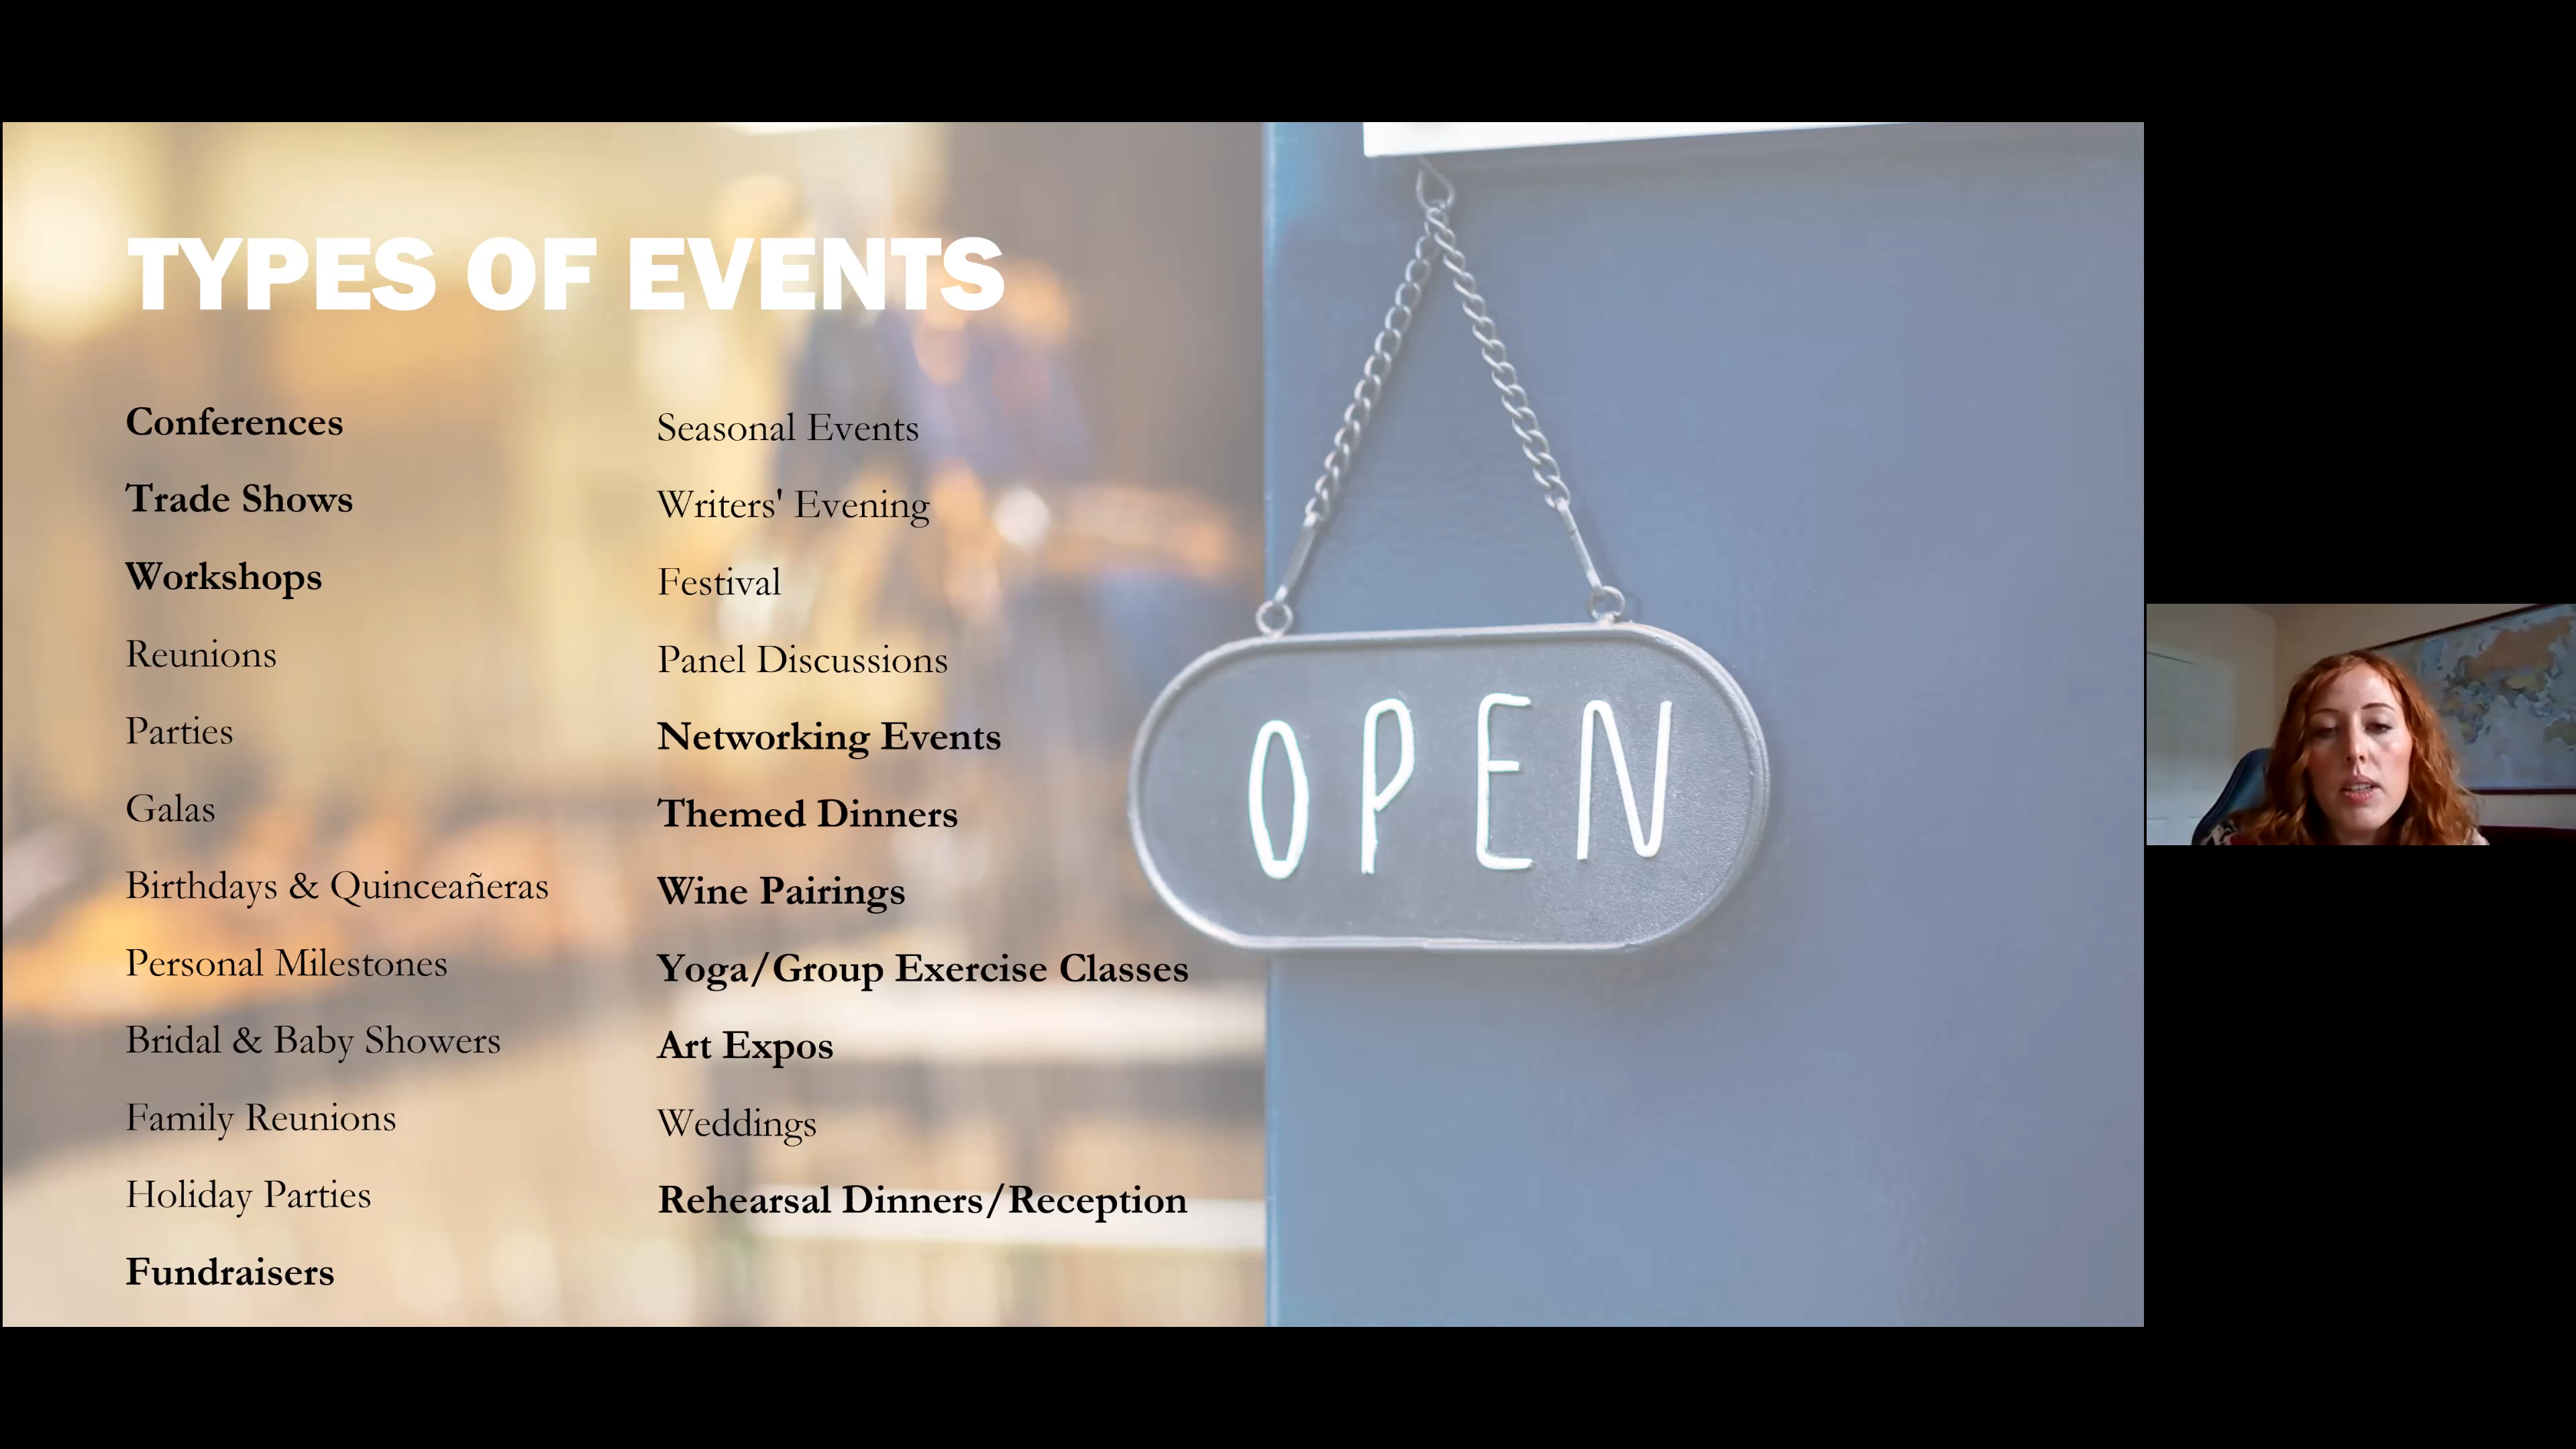 TYPES OF EVENTS
Conferences
Trade Shows
Workshops
Reunions
Parties
Galas
Birthdays & Quinceañeras
Personal Milestones
Bridal & Baby Showers
Family Reunions
Holiday Parties
Fundraisers
Seasonal Events
Writers' Evening
Festival
Panel Discussions
Networking Events
Themed Dinners
Wine Pairings
Yoga/Group Exercise Classes
Art Expos
Weddings
Rehearsal Dinners/Reception
OPEN